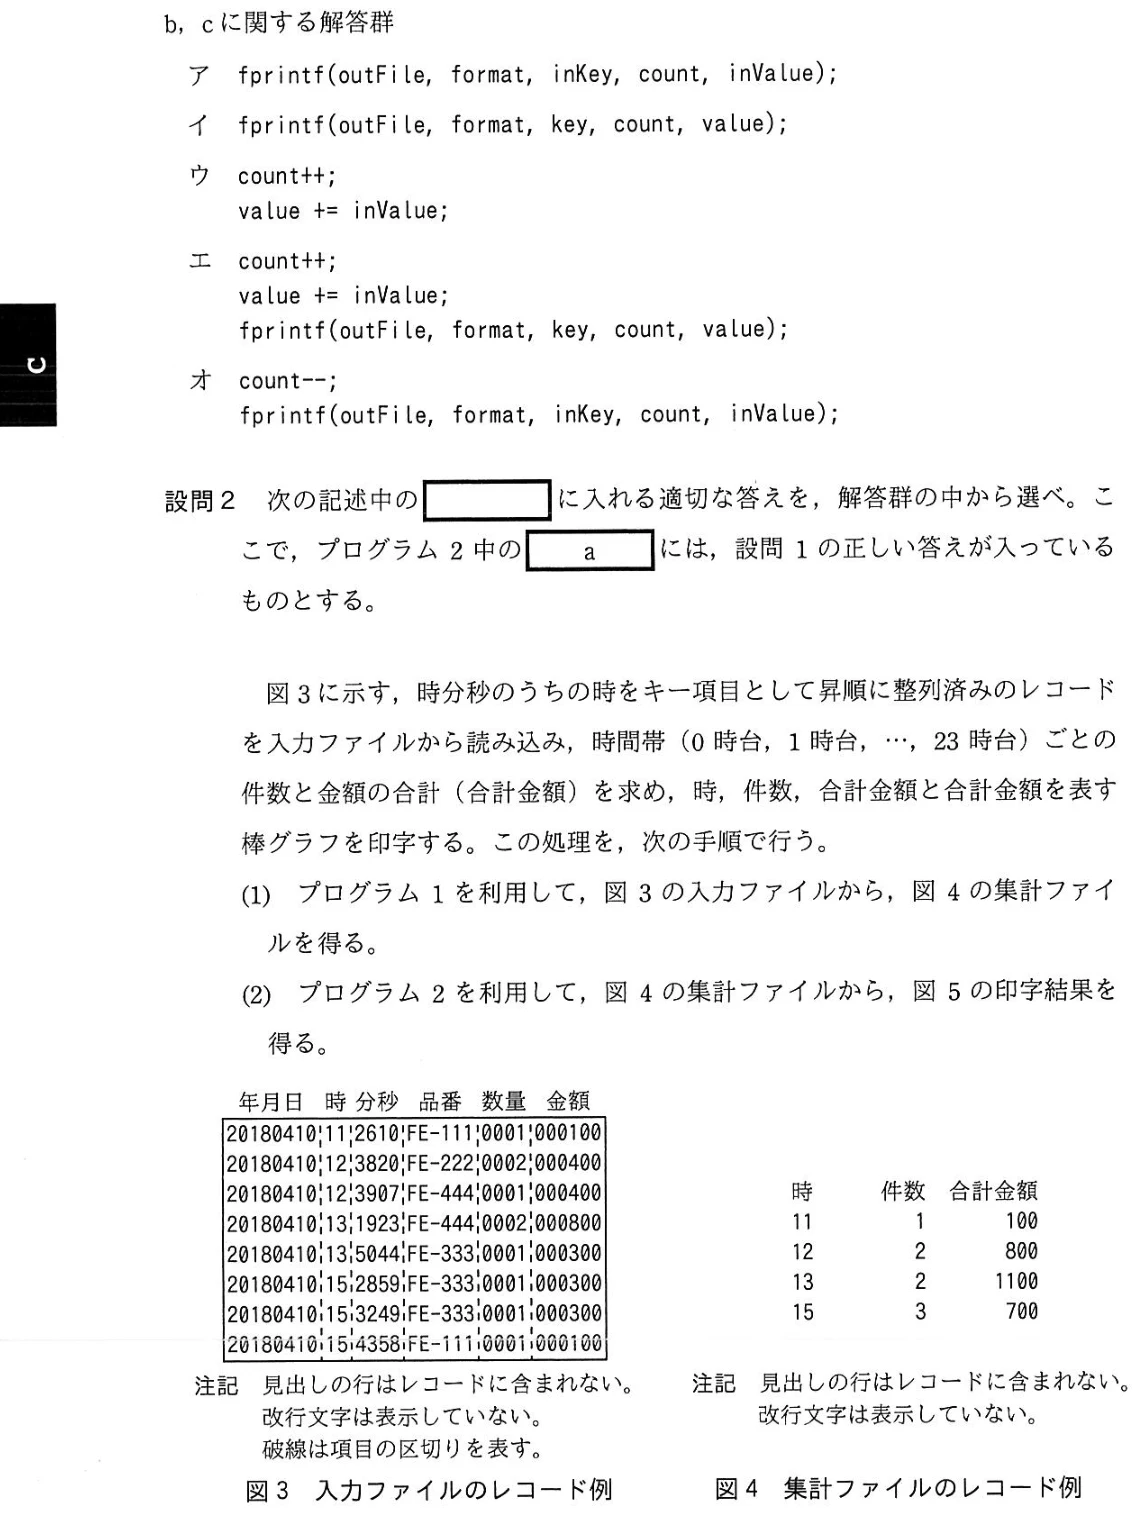 b，cに関する解答群
ア　fprintf(outFile, format, inKey, count, inValue);
イ　fprintf(outFile, format, key, count, value);
ウ　count++;
value += inValue;
エ　count++;
value += inValue;
fprintf(outFile, format, key, count, value);
C
オ　count--;
fprintf(outFile, format, inKey, count, inValue);
設問2　次の記述中の　　　に入れる適切な答えを，解答群の中から選べ。こ
こで，プログラム 2 中の　a　には，設問 1 の正しい答えが入っている
ものとする。
図 3 に示す，時分秒のうちの時をキー項目として昇順に整列済みのレコード
を入力ファイルから読み込み，時間帯（0 時台，1 時台，…，23 時台）ごとの
件数と金額の合計（合計金額）を求め，時，件数，合計金額と合計金額を表す
棒グラフを印字する。この処理を，次の手順で行う。
(1)　プログラム 1 を利用して，図 3 の入力ファイルから，図 4 の集計ファイ
ルを得る。
(2)　プログラム 2 を利用して，図 4 の集計ファイルから，図 5 の印字結果を
得る。
年月日　時　分秒　品番　数量　金額
20180410¦11¦2610¦FE-111¦0001¦000100
20180410¦12¦3820¦FE-222¦0002¦000400
20180410¦12¦3907¦FE-444¦0001¦000400
20180410¦13¦1923¦FE-444¦0002¦000800
20180410¦13¦5044¦FE-333¦0001¦000300
20180410¦15¦2859¦FE-333¦0001¦000300
20180410¦15¦3249¦FE-333¦0001¦000300
20180410¦15¦4358¦FE-111¦0001¦000100
注記　見出しの行はレコードに含まれない。
改行文字は表示していない。
破線は項目の区切りを表す。
図3　入力ファイルのレコード例
時　件数　合計金額
11　1　100
12　2　800
13　2　1100
15　3　700
注記　見出しの行はレコードに含まれない。
改行文字は表示していない。
図4　集計ファイルのレコード例